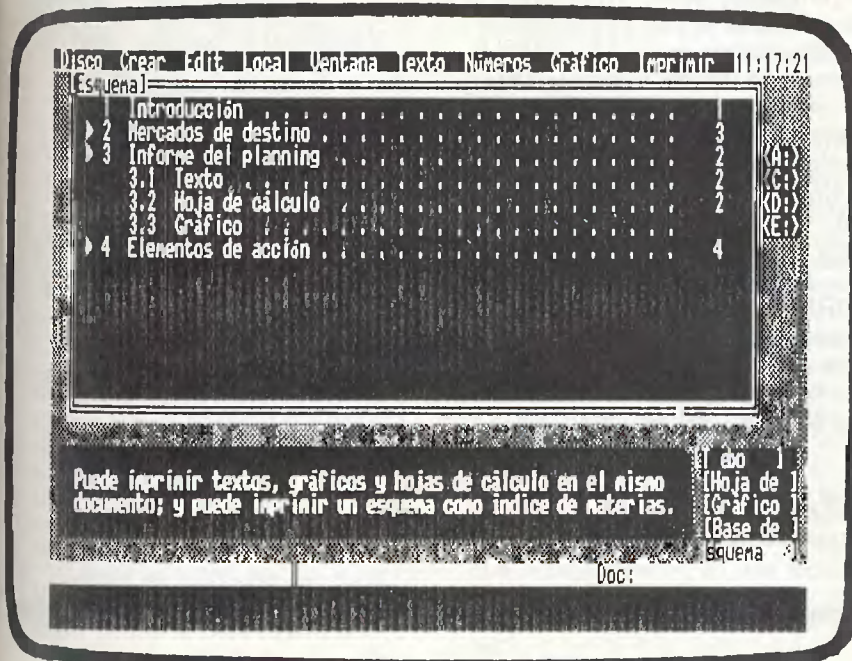 Disco Crear Edit Local Ventana Texto Números Gráfico Imprimir 11:17:21
[Esquema]
1 Introducción . . . . . . . . . . . . . . . . . . . . 1
2 Mercados de destino . . . . . . . . . . . . . . . . . . . . 3
3 Informe del planning . . . . . . . . . . . . . . . . . . . . 2
3.1 Texto . . . . . . . . . . . . . . . . . . . . 2
3.2 Hoja de cálculo . . . . . . . . . . . . . . . . . . . . 2
3.3 Gráfico . . . . . . . . . . . . . . . . . . . .
4 Elementos de acción . . . . . . . . . . . . . . . . . . . . 4
<A:>
<C:>
<D:>
<E:>
Puede imprimir textos, gráficos y hojas de cálculo en el mismo
documento; y puede imprimir un esquema como indice de materias.
[Hoja de ]
[Gráfico ]
[Base de ]
squema
Doc: